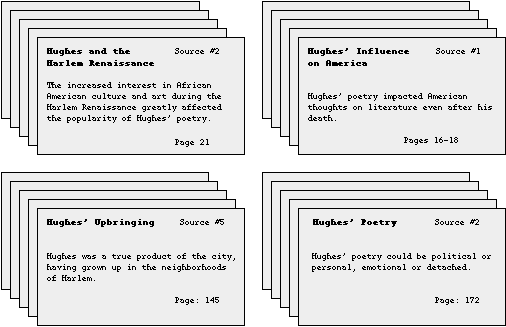 Hughes and the Source #2
Harlem Renaissance
The increased interest in African
American culture and art during the
Harlem Renaissance greatly affected
the popularity of Hughes' poetry.
Page 21
Hughes' Influence Source #1
on America
Hughes' poetry impacted American
thoughts on literature even after his
death.
Pages 16-18
Hughes' Upbringing Source #5
Hughes was a true product of the city,
having grown up in the neighborhoods
of Harlem.
Page: 145
Hughes' Poetry Source #2
Hughes' poetry could be political or
personal, emotional or detached.
Page: 172